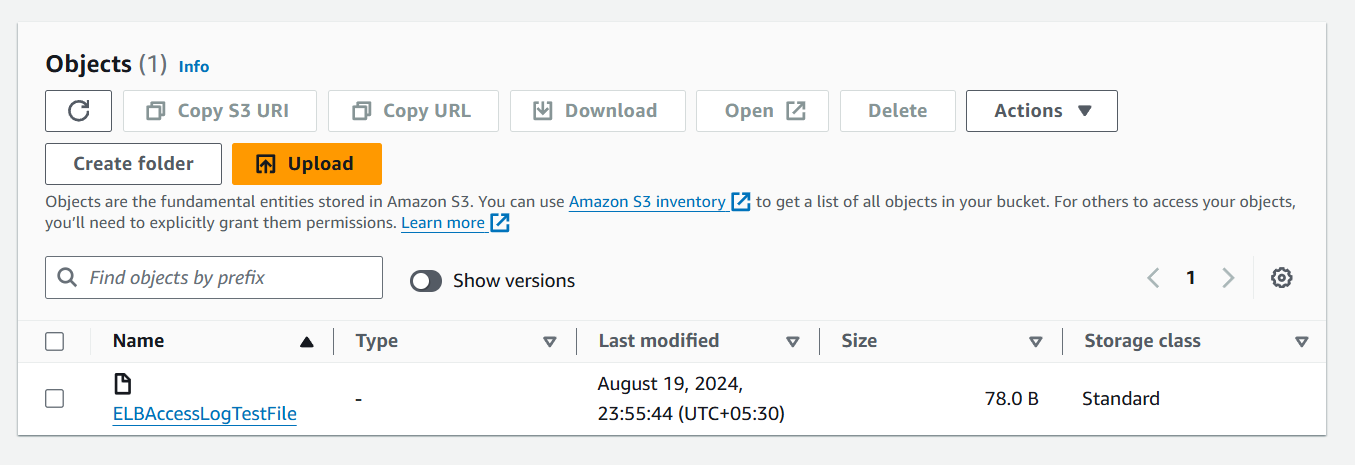 Objects (1) Info
Copy S3 URI Copy URL Download Open Delete Actions
Create folder Upload
Objects are the fundamental entities stored in Amazon S3. You can use Amazon S3 inventory to get a list of all objects in your bucket. For others to access your objects,
you'll need to explicitly grant them permissions. Learn more
Find objects by prefix Show versions 1
Name Type Last modified Size Storage class
ELBAccessLogTestFile - August 19, 2024, 78.0 B Standard
23:55:44 (UTC+05:30)